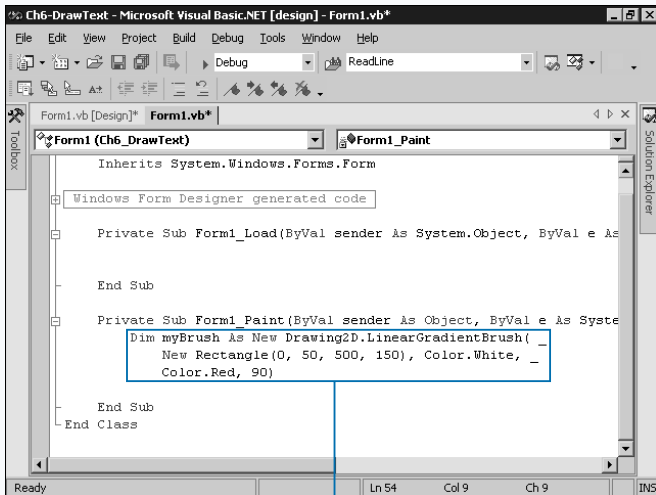 Ch6-DrawText - Microsoft Visual Basic.NET [design] - Form1.vb*
File Edit View Project Build Debug Tools Window Help
Debug ReadLine
Form1.vb [Design]* Form1.vb*
Form1 (Ch6_DrawText) Form1_Paint
Toolbox
Solution Explorer
Inherits System.Windows.Forms.Form
Windows Form Designer generated code
Private Sub Form1_Load(ByVal sender As System.Object, ByVal e As
End Sub
Private Sub Form1_Paint(ByVal sender As Object, ByVal e As Syste
Dim myBrush As New Drawing2D.LinearGradientBrush( _
New Rectangle(0, 50, 500, 150), Color.White, _
Color.Red, 90)
End Sub
End Class
Ready Ln 54 Col 9 Ch 9 INS